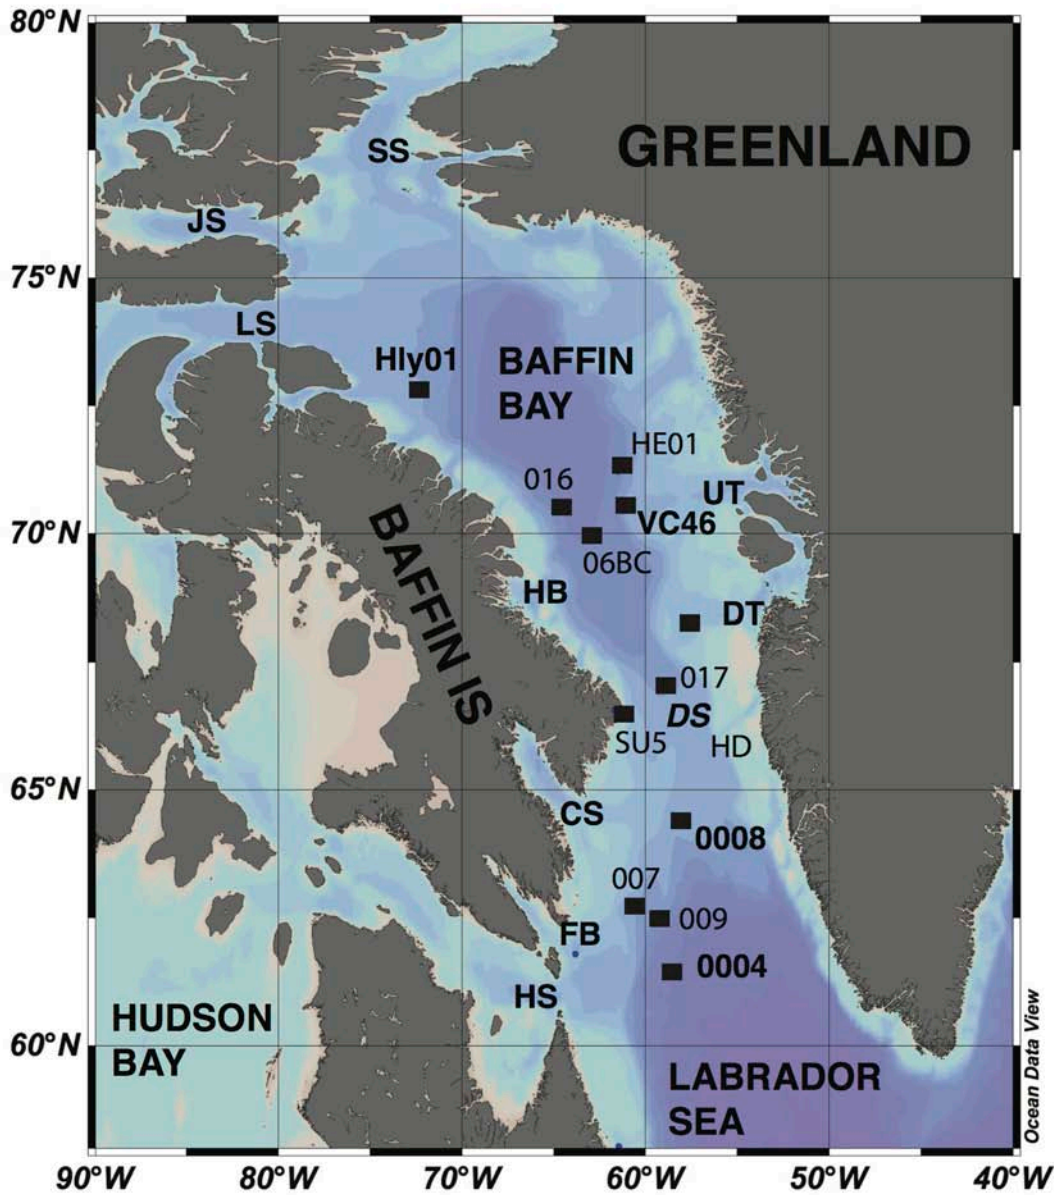 80°N
GREENLAND
SS
JS
75°N
LS
Hly01
BAFFIN
BAY
HE01
016
UT
VC46
70°N
06BC
BAFFIN IS
HB
DT
017
DS
SU5
HD
65°N
CS
0008
007
009
FB
0004
HS
HUDSON
BAY
60°N
LABRADOR
SEA
Ocean Data View
90°W
80°W
70°W
60°W
50°W
40°W